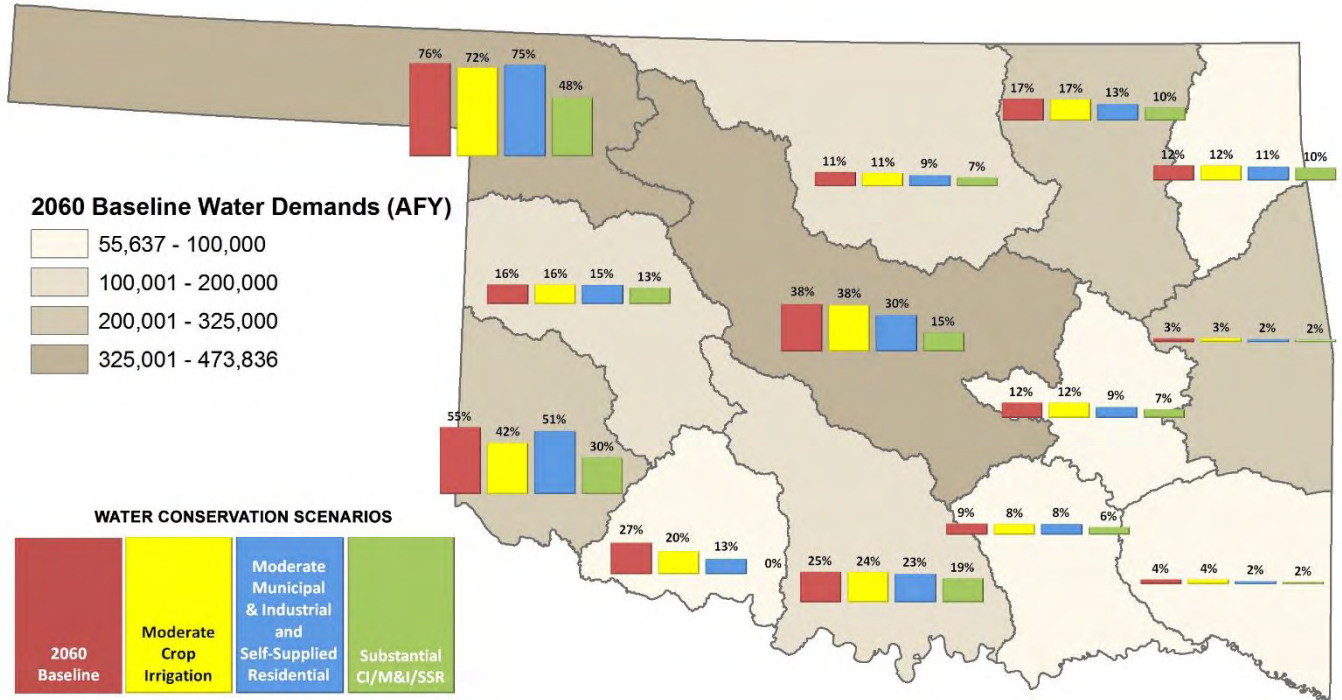 76% 72% 75% 48%
17% 17% 13% 10%
12% 12% 11% 10%
11% 11% 9% 7%
2060 Baseline Water Demands (AFY)
55,637 - 100,000
100,001 - 200,000
200,001 - 325,000
325,001 - 473,836
16% 16% 15% 13%
38% 38% 30% 15%
3% 3% 2% 2%
12% 12% 9% 7%
55% 42% 51% 30%
9% 8% 8% 6%
27% 20% 13% 0%
25% 24% 23% 19%
4% 4% 2% 2%
WATER CONSERVATION SCENARIOS
2060
Baseline
Moderate
Crop
Irrigation
Moderate
Municipal
& Industrial
and
Self-Supplied
Residential
Substantial
CI/M&I/SSR